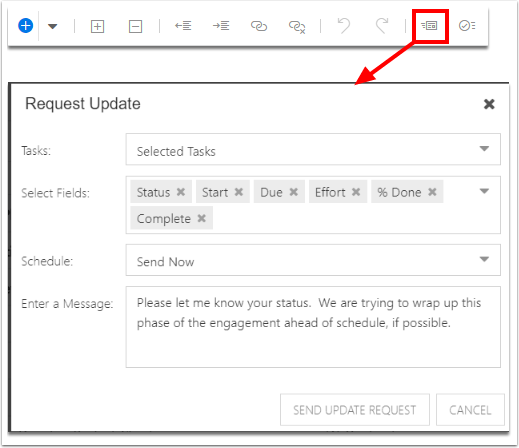 Request Update
Tasks:
Selected Tasks
Select Fields:
Status Start Due Effort % Done
Complete
Schedule:
Send Now
Enter a Message:
Please let me know your status.  We are trying to wrap up this
phase of the engagement ahead of schedule, if possible.
SEND UPDATE REQUEST
CANCEL